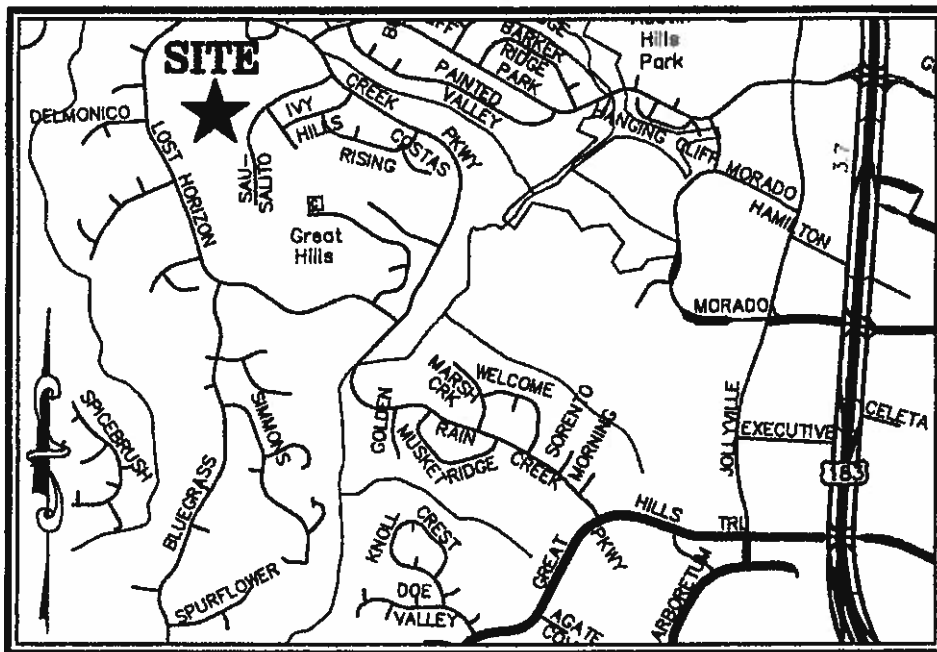 SITE
DELMONICO
LOST HORIZON
SAU-
SALITO
IVY
HILLS
RISING
COSTAS
CREEK
PKWY
PAINTED
VALLEY
BARKER
RIDGE
PARK
Hills
Park
HANGING
CLIFF
MORADO
HAMILTON
37
Great
Hills
MORADO
MARSH
CRK
WELCOME
GOLDEN
RAIN
CREEK
MUSKET
RIDGE
SORENTO
MORNING
JOLLYVILLE
EXECUTIVE
CELETA
183
SPICEBRUSH
SIMMONS
BLUEGRASS
SPURFLOWER
KNOLL
CREST
DOE
VALLEY
GREAT
HILLS
TRL
PKWY
ARBORETUM
AGATE